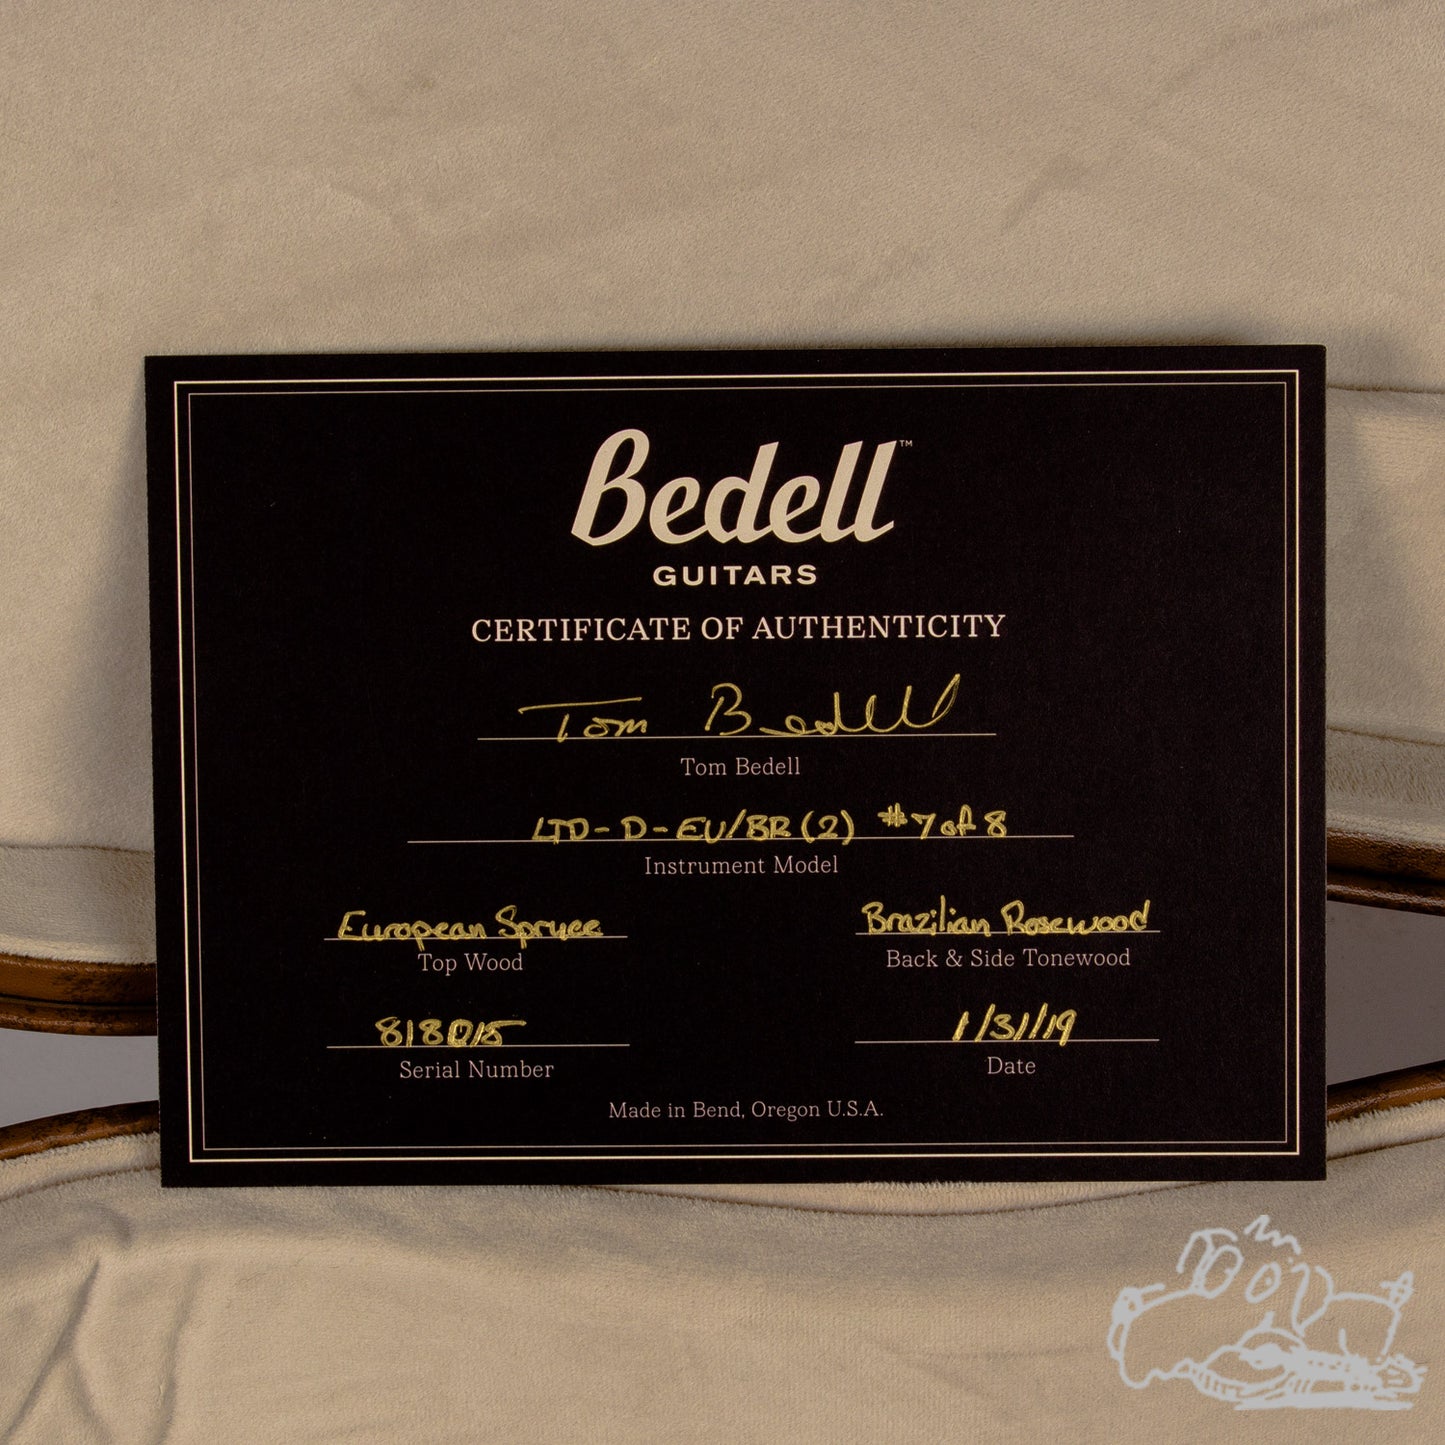 Bedell™
GUITARS
CERTIFICATE OF AUTHENTICITY
Tom Bedell
Tom Bedell
LTD-D-EU/BR (2) #7 of 8
Instrument Model
European Spruce
Brazilian Rosewood
Top Wood
Back & Side Tonewood
1/31/19
Serial Number
Date
Made in Bend, Oregon U.S.A.